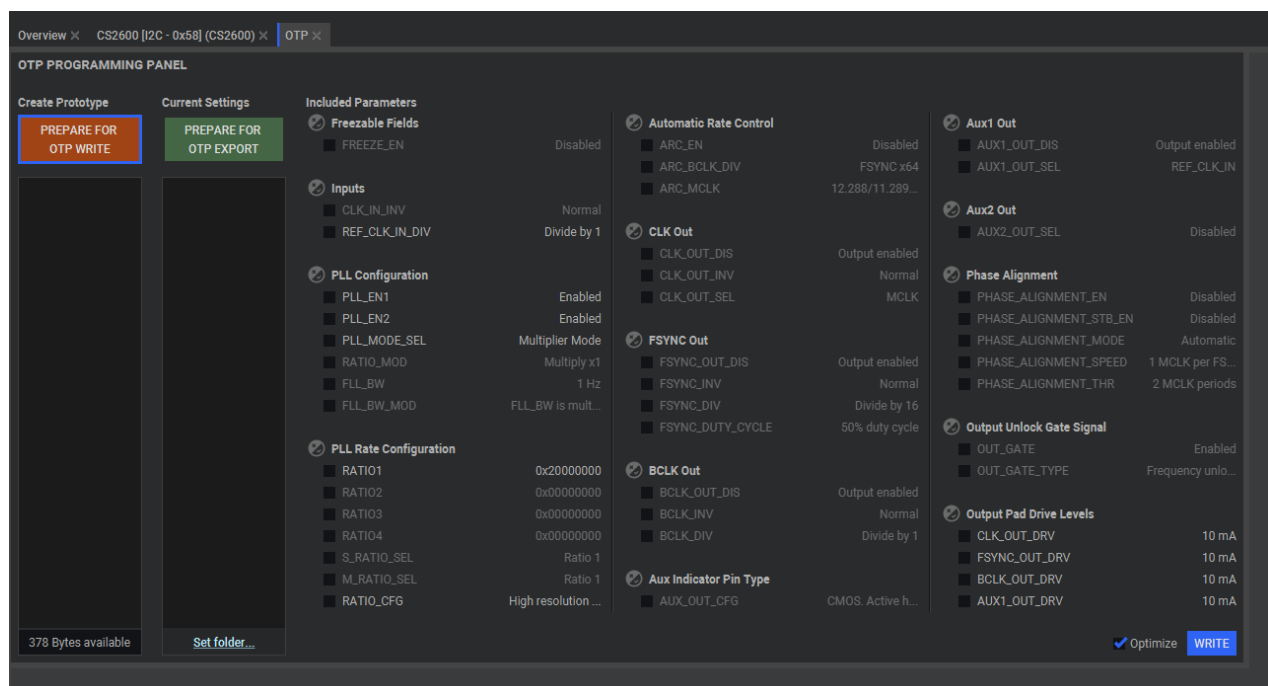 Overview × CS2600 [I2C - 0x58] (CS2600) × OTP ×
OTP PROGRAMMING PANEL
Create Prototype
PREPARE FOR
OTP WRITE
378 Bytes available
Current Settings
PREPARE FOR
OTP EXPORT
Set folder...
Included Parameters
Freezable Fields
FREEZE_EN Disabled
Inputs
CLK_IN_INV Normal
REF_CLK_IN_DIV Divide by 1
PLL Configuration
PLL_EN1 Enabled
PLL_EN2 Enabled
PLL_MODE_SEL Multiplier Mode
RATIO_MOD Multiply x1
FLL_BW 1 Hz
FLL_BW_MOD FLL_BW is mult...
PLL Rate Configuration
RATIO1 0x20000000
RATIO2 0x00000000
RATIO3 0x00000000
RATIO4 0x00000000
S_RATIO_SEL Ratio 1
M_RATIO_SEL Ratio 1
RATIO_CFG High resolution ...
Automatic Rate Control
ARC_EN Disabled
ARC_BCLK_DIV FSYNC x64
ARC_MCLK 12.288/11.289...
CLK Out
CLK_OUT_DIS Output enabled
CLK_OUT_INV Normal
CLK_OUT_SEL MCLK
FSYNC Out
FSYNC_OUT_DIS Output enabled
FSYNC_INV Normal
FSYNC_DIV Divide by 16
FSYNC_DUTY_CYCLE 50% duty cycle
BCLK Out
BCLK_OUT_DIS Output enabled
BCLK_INV Normal
BCLK_DIV Divide by 1
Aux Indicator Pin Type
AUX_OUT_CFG CMOS. Active h...
Aux1 Out
AUX1_OUT_DIS Output enabled
AUX1_OUT_SEL REF_CLK_IN
Aux2 Out
AUX2_OUT_SEL Disabled
Phase Alignment
PHASE_ALIGNMENT_EN Disabled
PHASE_ALIGNMENT_STB_EN Disabled
PHASE_ALIGNMENT_MODE Automatic
PHASE_ALIGNMENT_SPEED 1 MCLK per FS...
PHASE_ALIGNMENT_THR 2 MCLK periods
Output Unlock Gate Signal
OUT_GATE Enabled
OUT_GATE_TYPE Frequency unlo...
Output Pad Drive Levels
CLK_OUT_DRV 10 mA
FSYNC_OUT_DRV 10 mA
BCLK_OUT_DRV 10 mA
AUX1_OUT_DRV 10 mA
Optimize WRITE